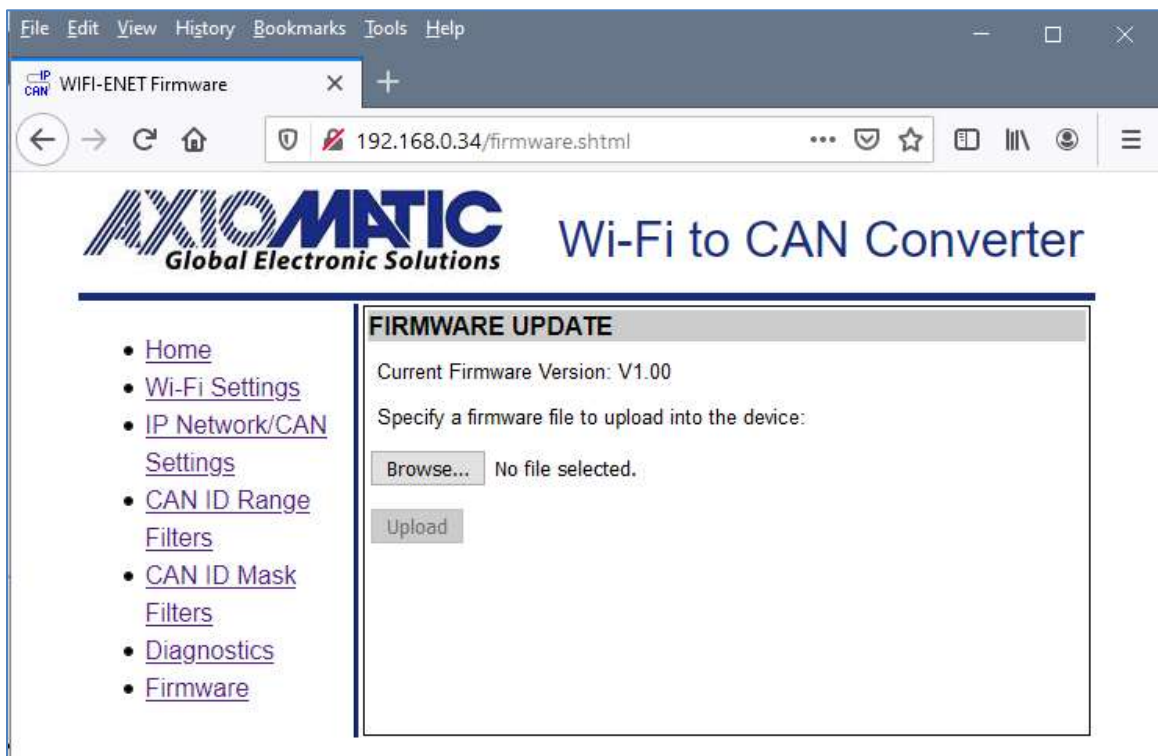 File Edit View History Bookmarks Tools Help
IP
CAN
WIFI-ENET Firmware
192.168.0.34/firmware.shtml
AXIOMATIC
Global Electronic Solutions
Wi-Fi to CAN Converter
Home
Wi-Fi Settings
IP Network/CAN
Settings
CAN ID Range
Filters
CAN ID Mask
Filters
Diagnostics
Firmware
FIRMWARE UPDATE
Current Firmware Version: V1.00
Specify a firmware file to upload into the device:
Browse... No file selected.
Upload